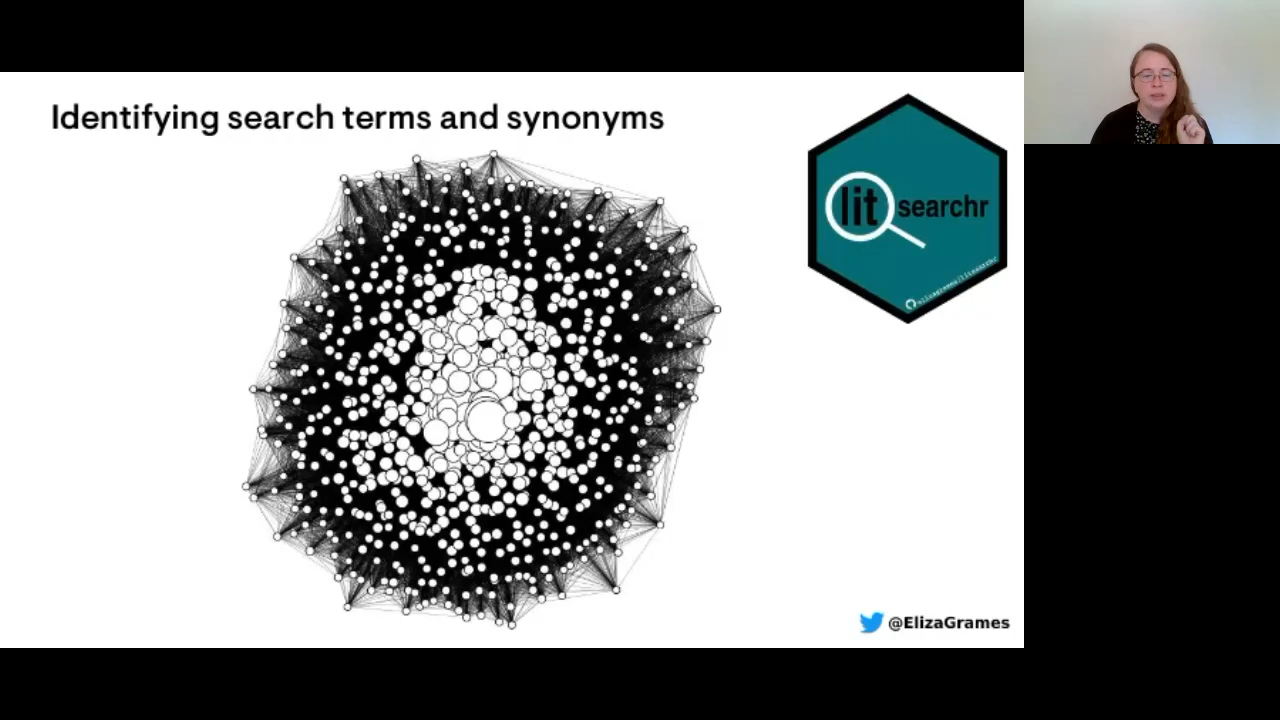 Identifying search terms and synonyms
lit
searchr
@ElizaGrames